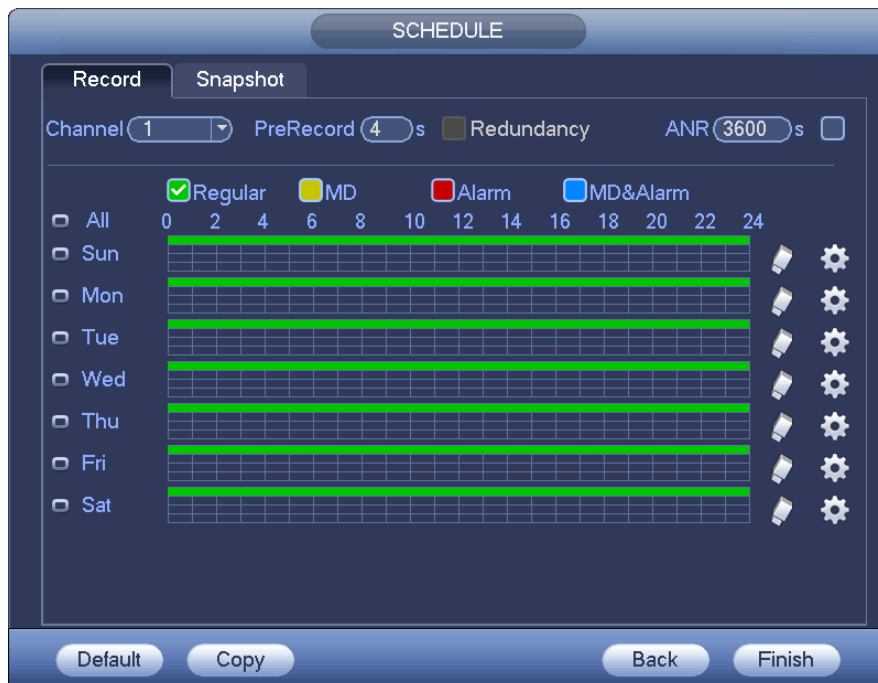 SCHEDULE
Record Snapshot
Channel 1 PreRecord 4 s Redundancy ANR 3600 s
Regular MD Alarm MD&Alarm
All 0 2 4 6 8 10 12 14 16 18 20 22 24
Sun
Mon
Tue
Wed
Thu
Fri
Sat
Default Copy Back Finish